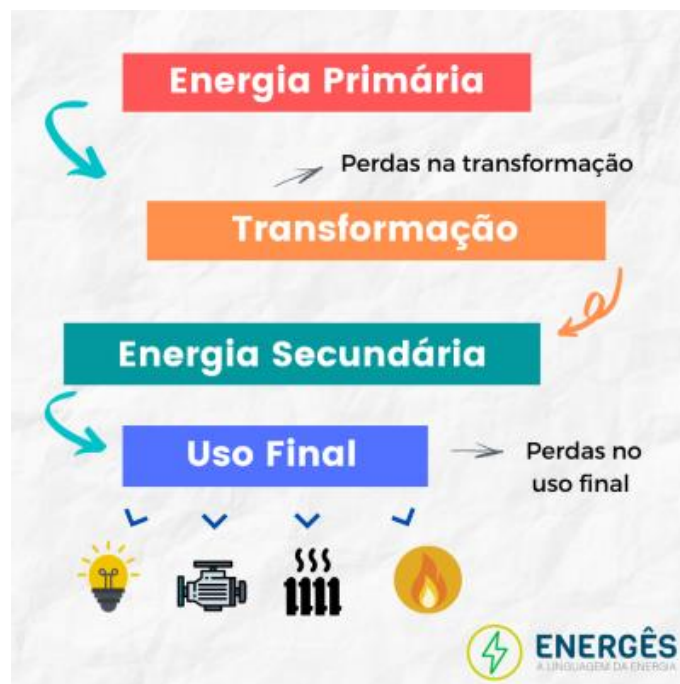 Energia Primária
Perdas na transformação
Transformação
Energia Secundária
Uso Final
Perdas no
uso final
ENERGÊS
A LINGUAGEM DA ENERGIA